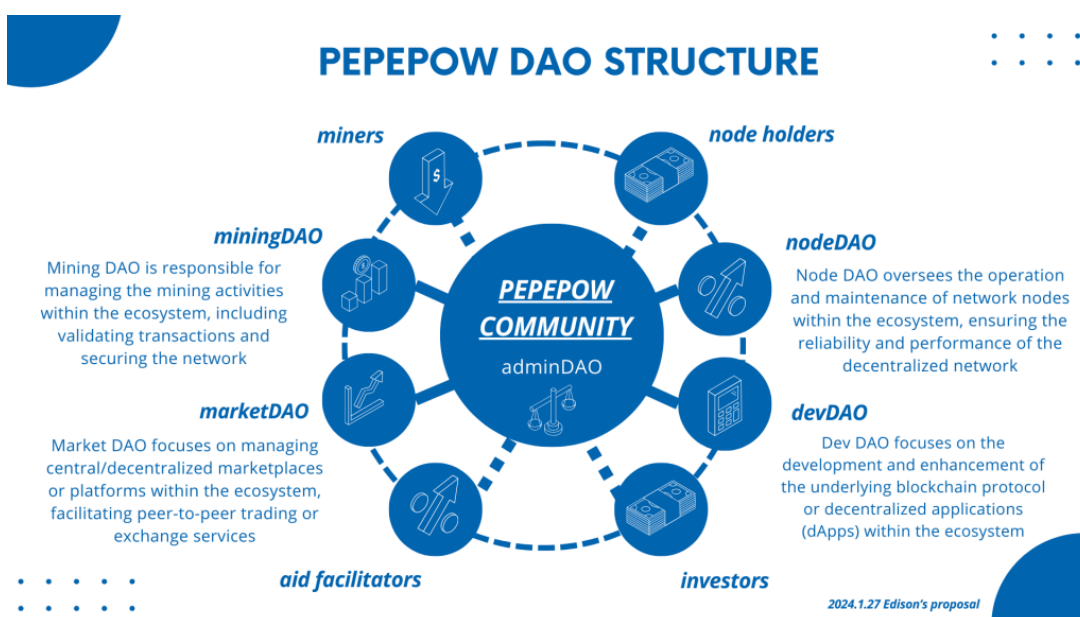 PEPEPOW DAO STRUCTURE
miners
node holders
miningDAO
Mining DAO is responsible for
managing the mining activities
within the ecosystem, including
validating transactions and
securing the network
nodeDAO
Node DAO oversees the operation
and maintenance of network nodes
within the ecosystem, ensuring the
reliability and performance of the
decentralized network
PEPEPOW
COMMUNITY
adminDAO
$
marketDAO
Market DAO focuses on managing
central/decentralized marketplaces
or platforms within the ecosystem,
facilitating peer-to-peer trading or
exchange services
devDAO
Dev DAO focuses on the
development and enhancement of
the underlying blockchain protocol
or decentralized applications
(dApps) within the ecosystem
aid facilitators
investors
2024.1.27 Edison's proposal